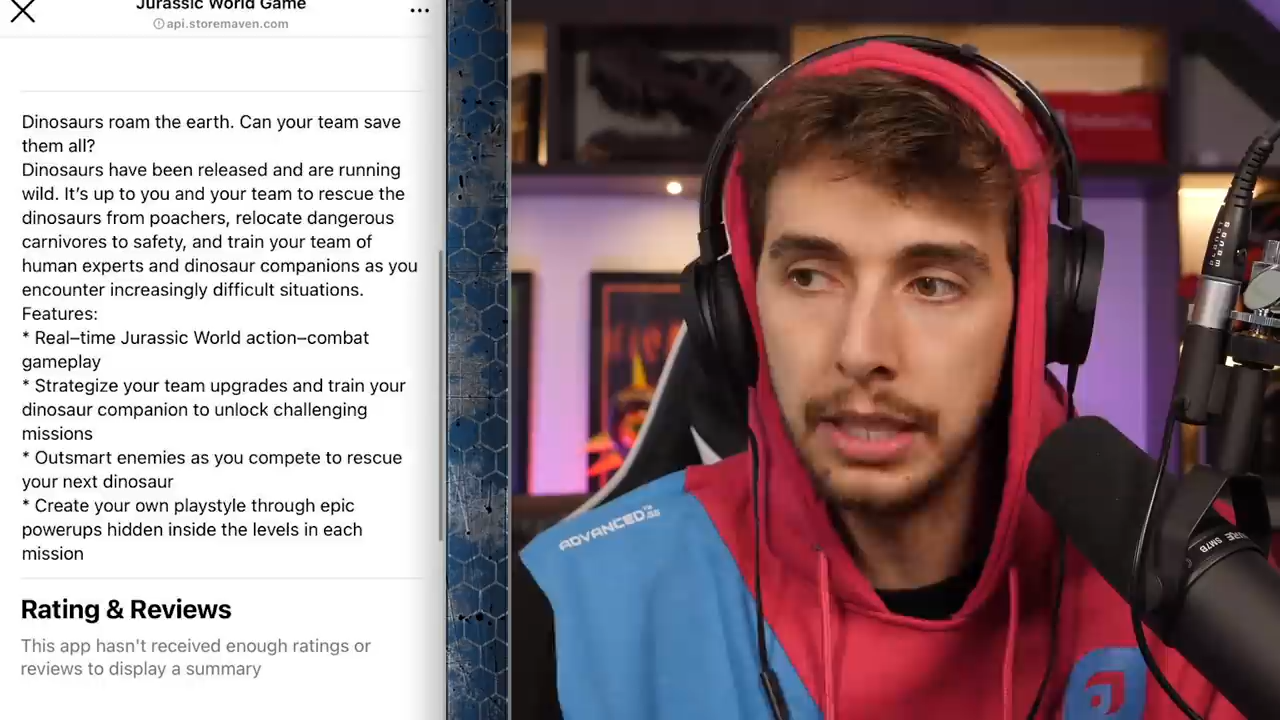 Jurassic World Game
api.storemaven.com
Dinosaurs roam the earth. Can your team save
them all?
Dinosaurs have been released and are running
wild. It’s up to you and your team to rescue the
dinosaurs from poachers, relocate dangerous
carnivores to safety, and train your team of
human experts and dinosaur companions as you
encounter increasingly difficult situations.
Features:
* Real–time Jurassic World action–combat
gameplay
* Strategize your team upgrades and train your
dinosaur companion to unlock challenging
missions
* Outsmart enemies as you compete to rescue
your next dinosaur
* Create your own playstyle through epic
powerups hidden inside the levels in each
mission
Rating & Reviews
This app hasn't received enough ratings or
reviews to display a summary
ADVANCED™
SM7B